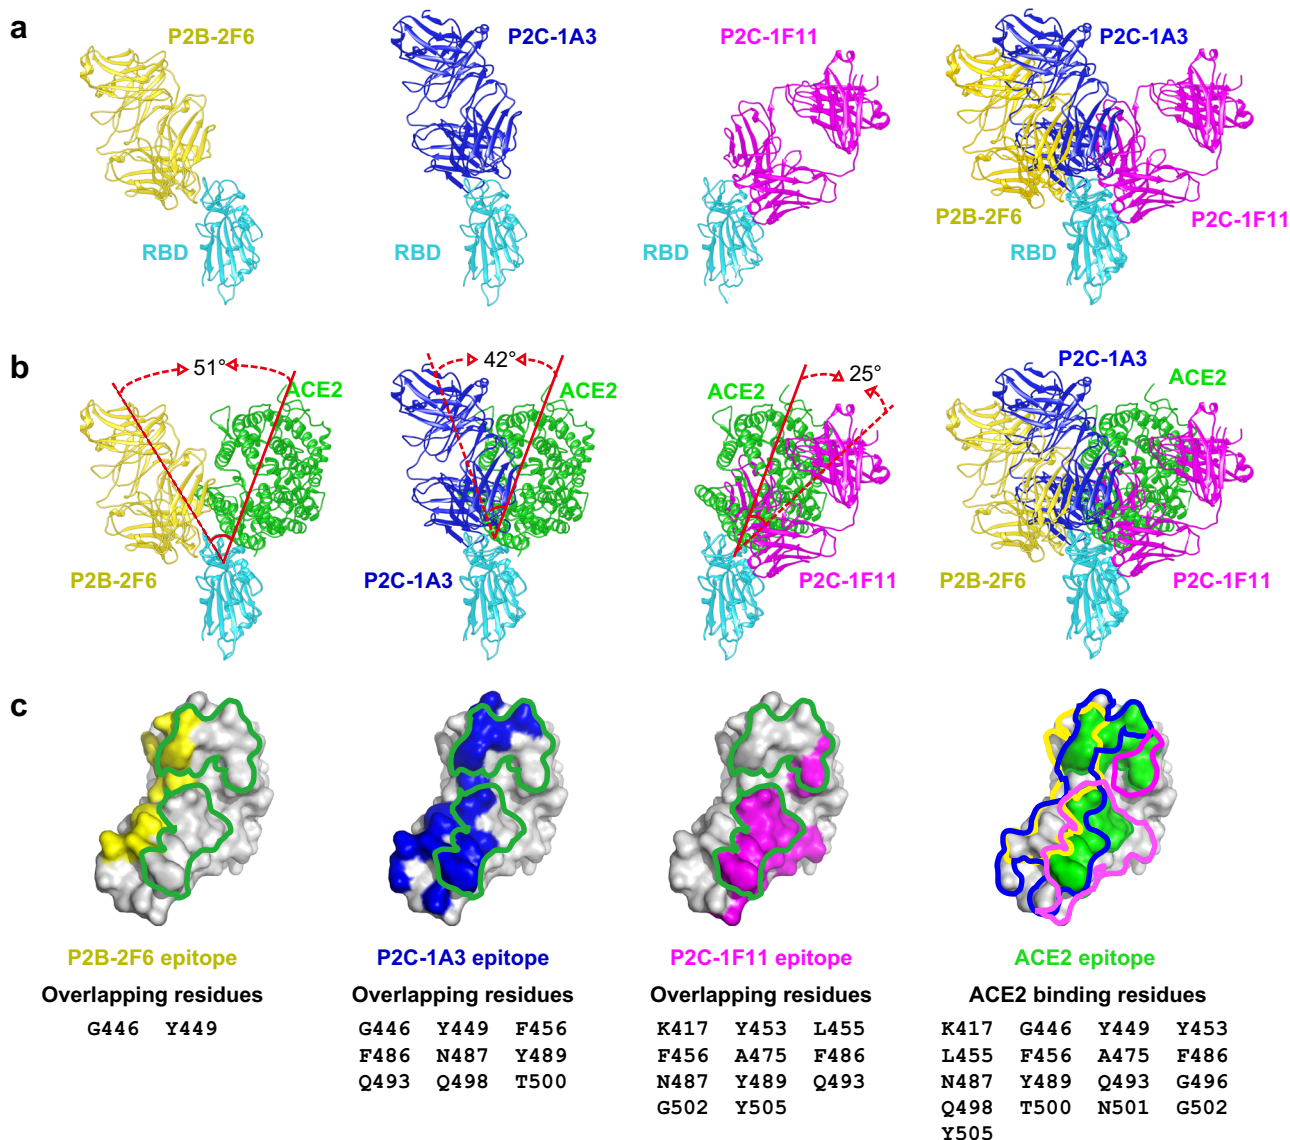 a
P2B-2F6
P2C-1A3
P2C-1F11
P2C-1A3
RBD
RBD
RBD
P2B-2F6
RBD
P2C-1F11
b
51°
ACE2
P2B-2F6
42°
ACE2
P2C-1A3
25°
ACE2
P2C-1F11
P2C-1A3
ACE2
P2B-2F6
P2C-1F11
c
P2B-2F6 epitope
Overlapping residues
G446 Y449
P2C-1A3 epitope
Overlapping residues
G446 Y449 F456
F486 N487 Y489
Q493 Q498 T500
P2C-1F11 epitope
Overlapping residues
K417 Y453 L455
F456 A475 F486
N487 Y489 Q493
G502 Y505
ACE2 epitope
ACE2 binding residues
K417 G446 Y449 Y453
L455 F456 A475 F486
N487 Y489 Q493 G496
Q498 T500 N501 G502
Y505